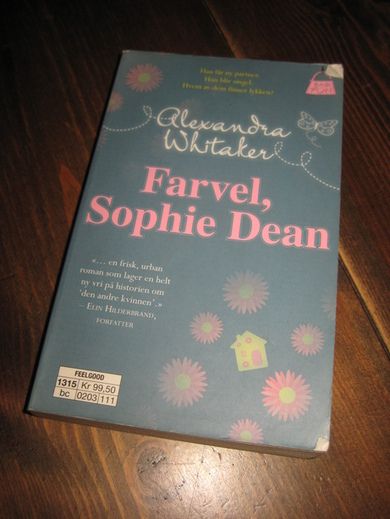 Han får ny partner.
Hun blir singel.
Hvem av dem finner lykken?
Alexandra
Whitaker
Farvel,
Sophie Dean
«… en frisk, urban
roman som lager en helt
ny vri på historien om
'den andre kvinnen'.»
– ELIN HILDERBRAND,
FORFATTER
FEELGOOD
1315 Kr 99.50
bc 0203 111